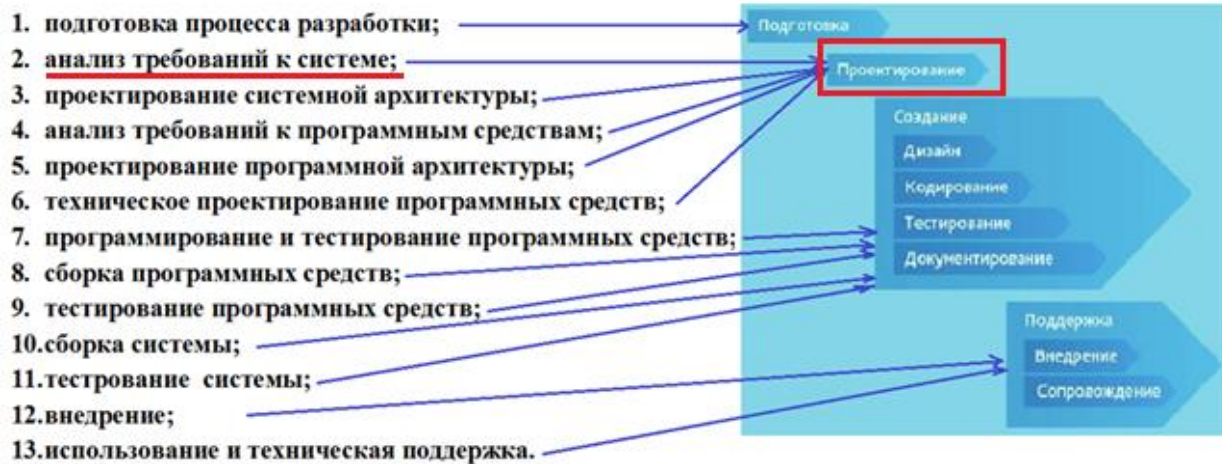 1. подготовка процесса разработки;
2. анализ требований к системе;
3. проектирование системной архитектуры;
4. анализ требований к программным средствам;
5. проектирование программной архитектуры;
6. техническое проектирование программных средств;
7. программирование и тестирование программных средств;
8. сборка программных средств;
9. тестирование программных средств;
10.сборка системы;
11.тестрование системы;
12.внедрение;
13.использование и техническая поддержка.
Подготовка
Проектирование
Создание
Дизайн
Кодирование
Тестирование
Документирование
Поддержка
Внедрение
Сопровождение